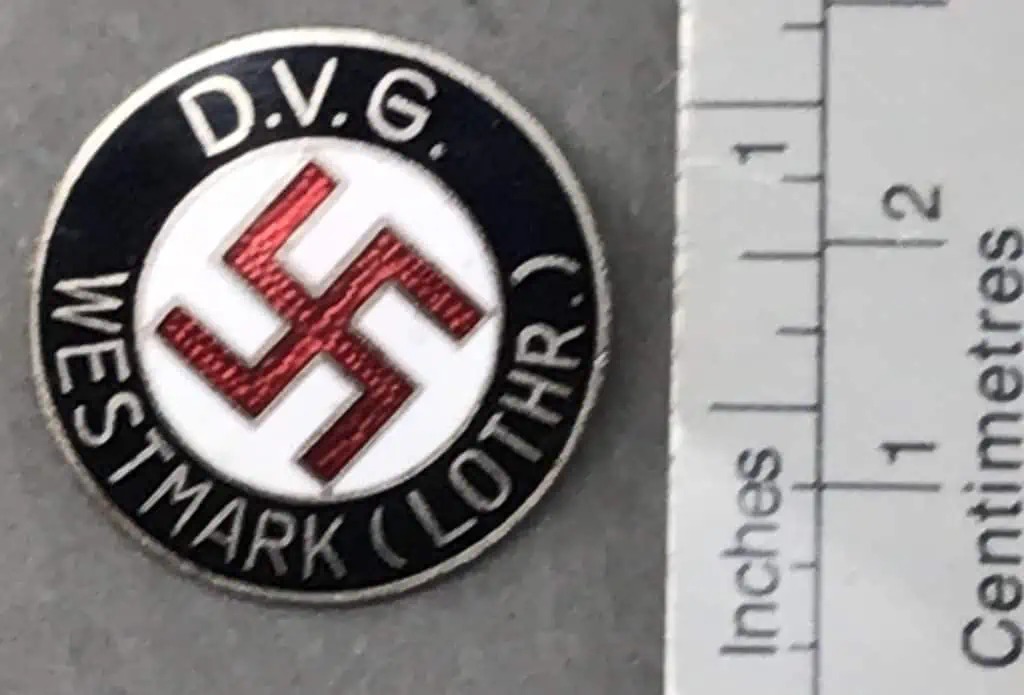 D.V.G.
WESTMARK (LOTHR.)
1
2
1
Inches
Centimetres